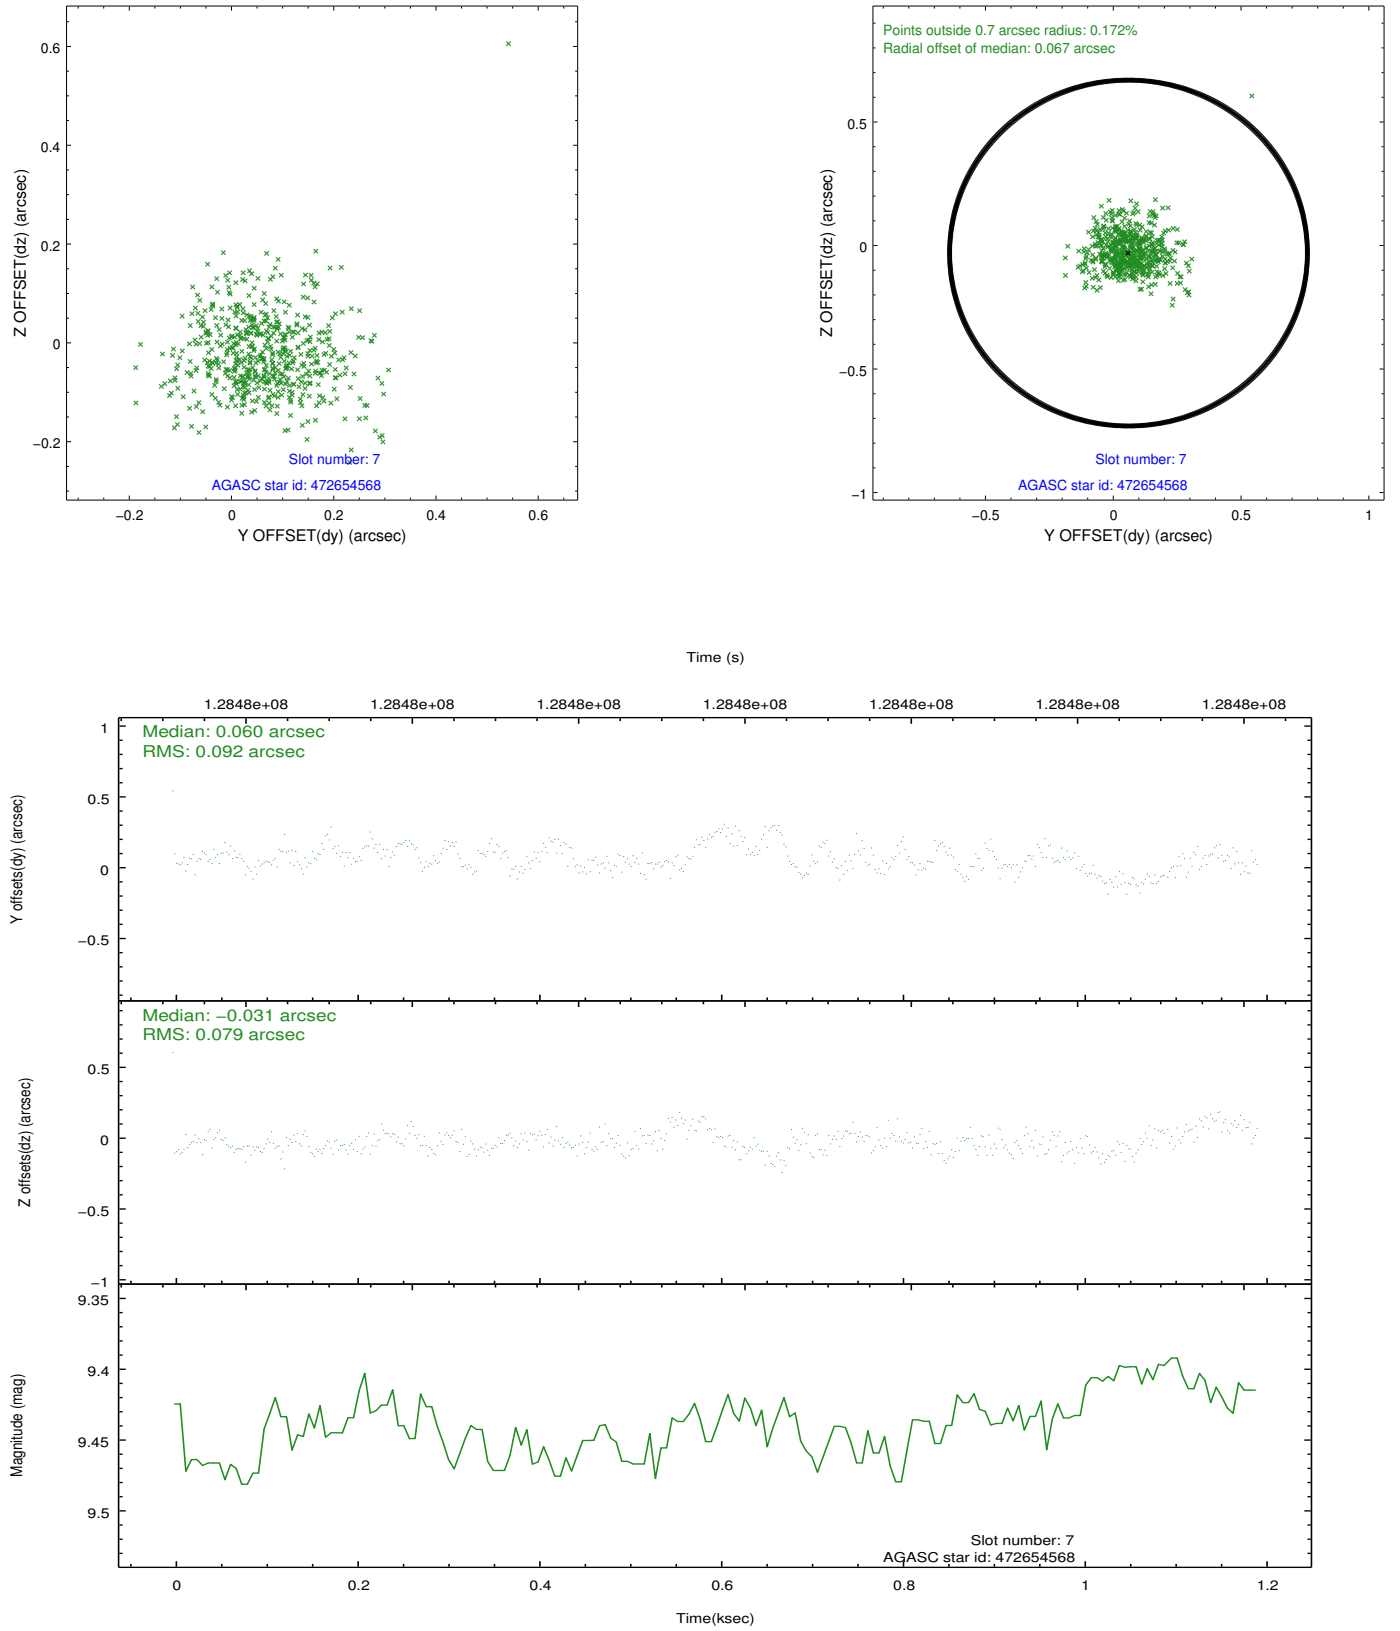 0.6
0.4
0.2
0
−0.2
Z OFFSET(dz) (arcsec)
Slot number: 7
AGASC star id: 472654568
−0.2 0 0.2 0.4 0.6
Y OFFSET(dy) (arcsec)
Points outside 0.7 arcsec radius: 0.172%
Radial offset of median: 0.067 arcsec
0.5
0
−0.5
−1
Z OFFSET(dz) (arcsec)
Slot number: 7
AGASC star id: 472654568
−0.5 0 0.5 1
Y OFFSET(dy) (arcsec)
Time (s)
1.2848e+08 1.2848e+08 1.2848e+08 1.2848e+08 1.2848e+08 1.2848e+08 1.2848e+08
Median: 0.060 arcsec
RMS: 0.092 arcsec
1
0.5
0
−0.5
Y offsets(dy) (arcsec)
Median: −0.031 arcsec
RMS: 0.079 arcsec
0.5
0
−0.5
−1
Z offsets(dz) (arcsec)
9.35
9.4
9.45
9.5
Magnitude (mag)
Slot number: 7
AGASC star id: 472654568
0 0.2 0.4 0.6 0.8 1 1.2
Time(ksec)